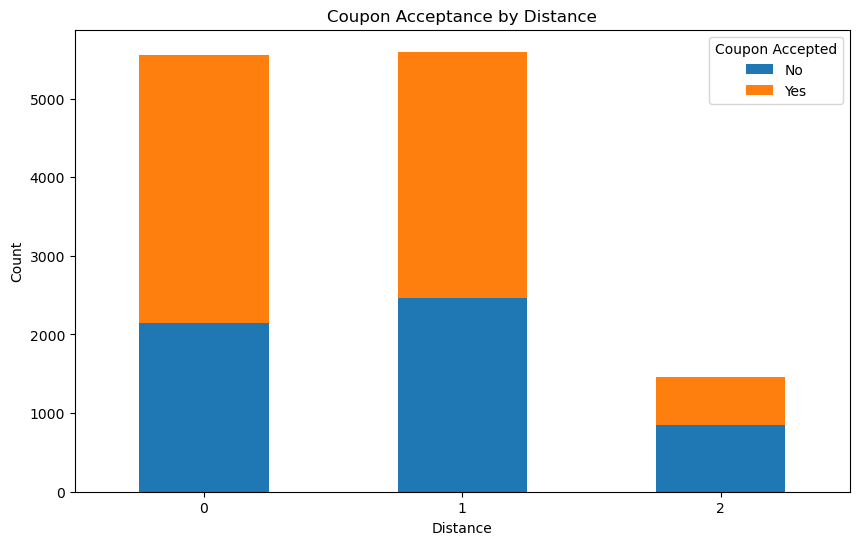 Coupon Acceptance by Distance
Coupon Accepted
No
Yes
5000
4000
3000
2000
1000
0
Count
0 1 2
Distance